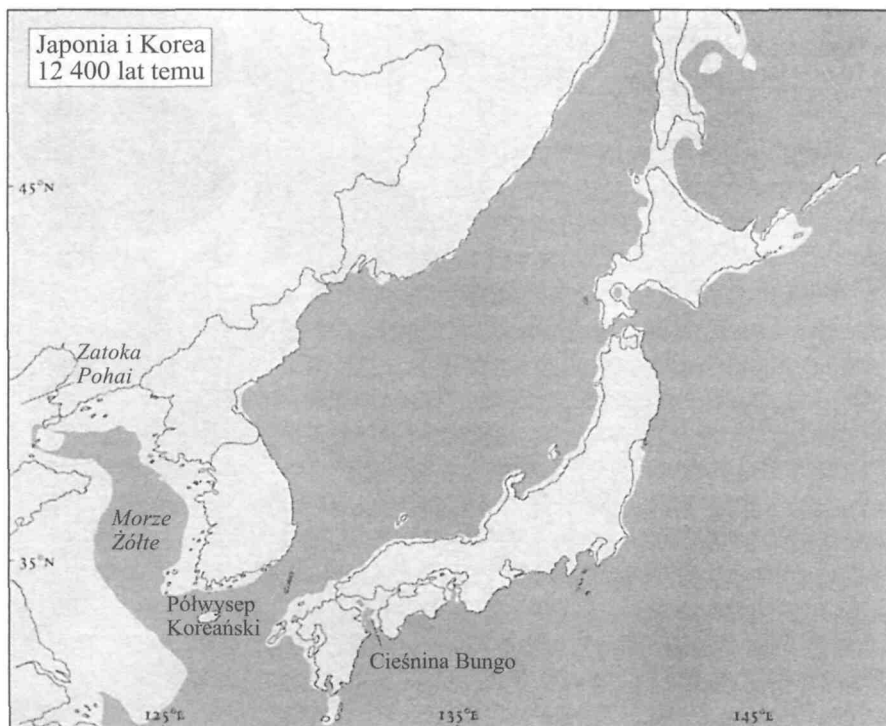 Japonia i Korea
12 400 lat temu
45°N
Zatoka
Pohai
Morze
Żółte
35°N
Półwysep
Koreański
Cieśnina Bungo
125°E
135°E
145°E